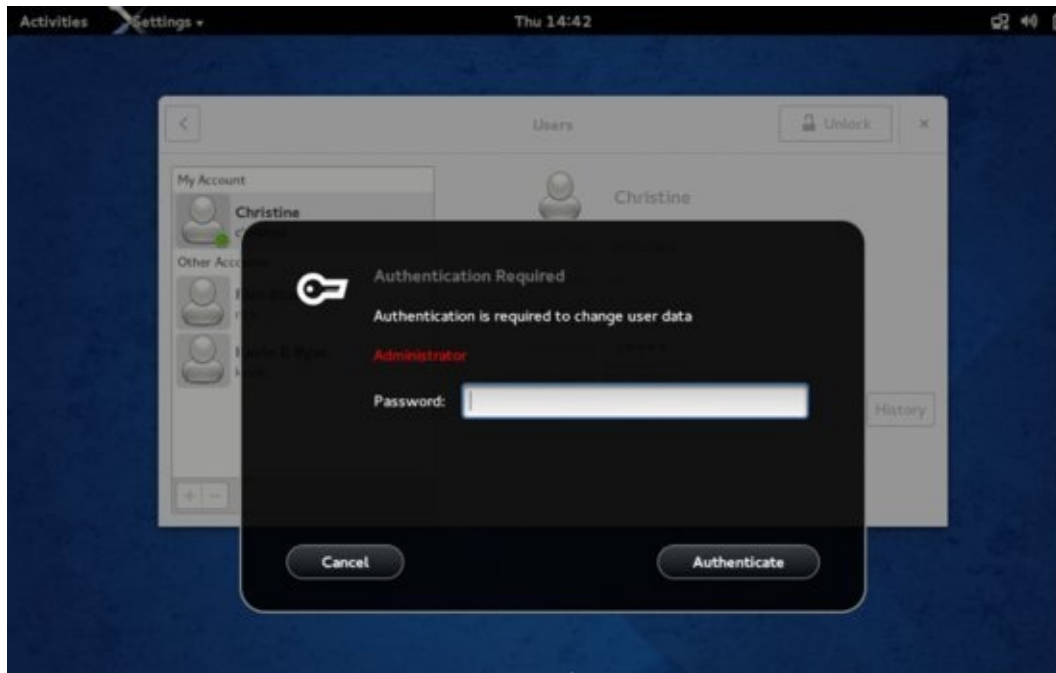 Activities Settings Thu 14:42
Users Unlock
My Account
Christine
Christine
Other
Authentication Required
Authentication is required to change user data
Administrator
Password:
History
Cancel Authenticate